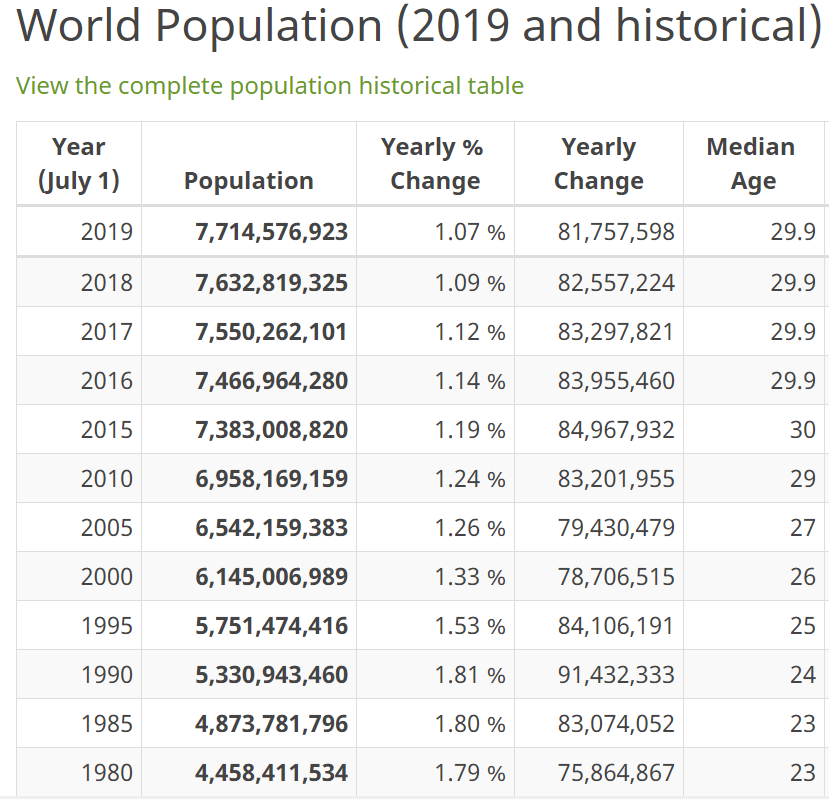 World Population (2019 and historical)
View the complete population historical table
Year (July 1) Population Yearly % Change Yearly Change Median Age
2019 7,714,576,923 1.07 % 81,757,598 29.9
2018 7,632,819,325 1.09 % 82,557,224 29.9
2017 7,550,262,101 1.12 % 83,297,821 29.9
2016 7,466,964,280 1.14 % 83,955,460 29.9
2015 7,383,008,820 1.19 % 84,967,932 30
2010 6,958,169,159 1.24 % 83,201,955 29
2005 6,542,159,383 1.26 % 79,430,479 27
2000 6,145,006,989 1.33 % 78,706,515 26
1995 5,751,474,416 1.53 % 84,106,191 25
1990 5,330,943,460 1.81 % 91,432,333 24
1985 4,873,781,796 1.80 % 83,074,052 23
1980 4,458,411,534 1.79 % 75,864,867 23